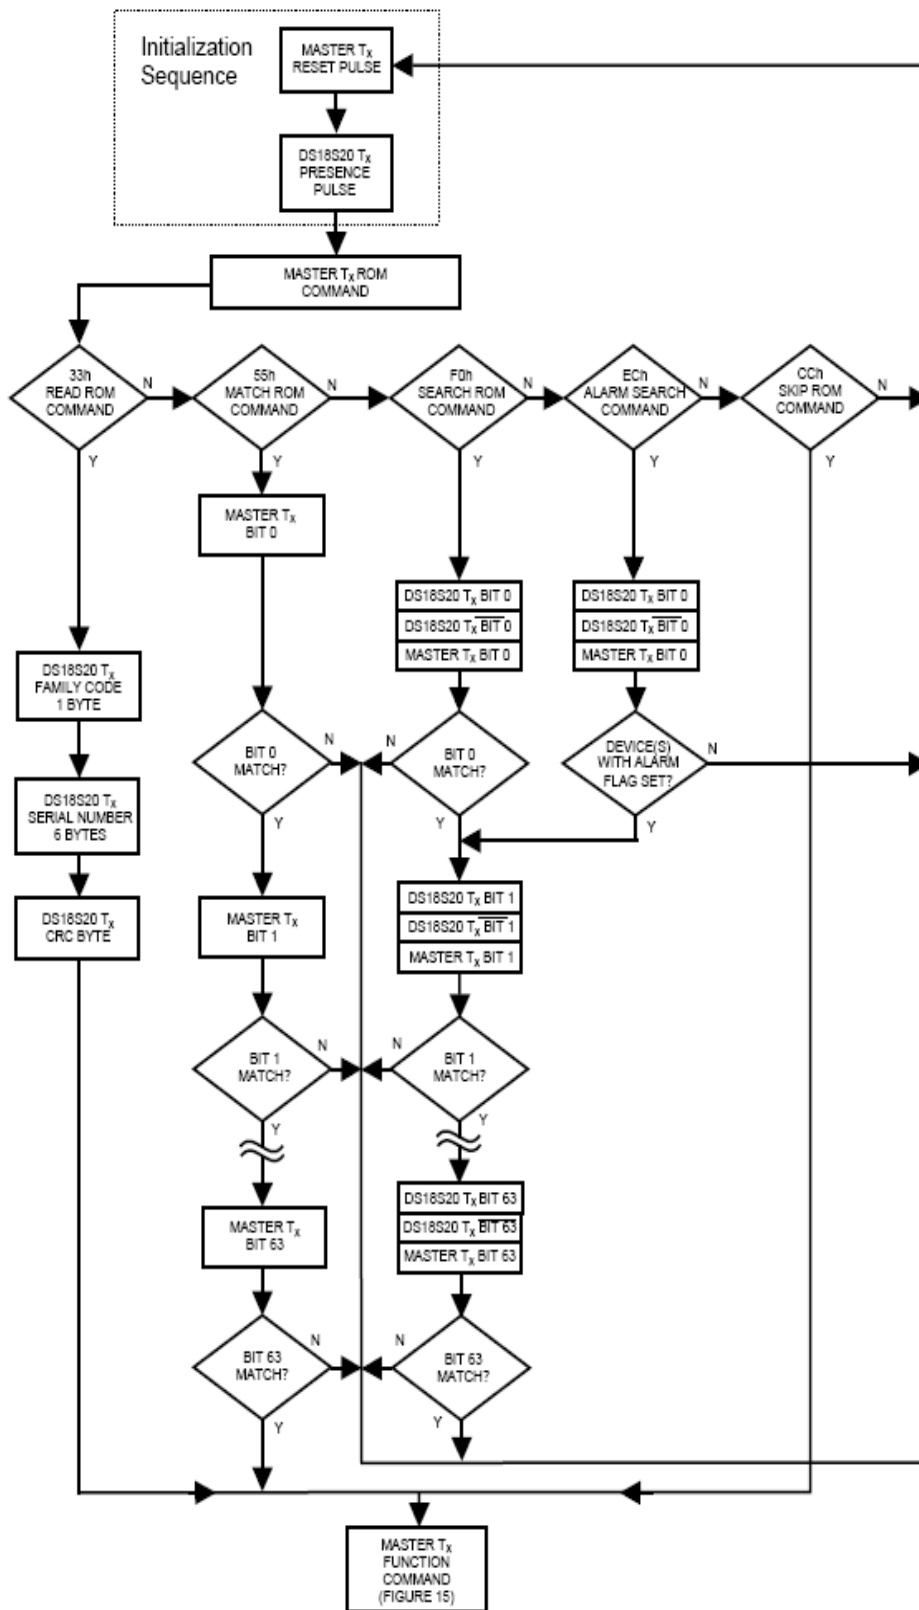 Initialization
Sequence
MASTER Tx
RESET PULSE
DS18S20 Tx
PRESENCE
PULSE
MASTER Tx ROM
COMMAND
33h
READ ROM
COMMAND
N
Y
55h
MATCH ROM
COMMAND
N
Y
F0h
SEARCH ROM
COMMAND
N
Y
ECh
ALARM SEARCH
COMMAND
N
Y
CCh
SKIP ROM
COMMAND
N
Y
MASTER Tx
BIT 0
DS18S20 Tx BIT 0
DS18S20 Tx B̅I̅T̅ 0̅
MASTER Tx BIT 0
DS18S20 Tx BIT 0
DS18S20 Tx B̅I̅T̅ 0̅
MASTER Tx BIT 0
DS18S20 Tx
FAMILY CODE
1 BYTE
BIT 0
MATCH?
N
Y
N
BIT 0
MATCH?
Y
DEVICE(S)
WITH ALARM
FLAG SET?
N
Y
DS18S20 Tx
SERIAL NUMBER
6 BYTES
DS18S20 Tx
CRC BYTE
MASTER Tx
BIT 1
DS18S20 Tx BIT 1
DS18S20 Tx B̅I̅T̅ 1̅
MASTER Tx BIT 1
BIT 1
MATCH?
N
Y
N
BIT 1
MATCH?
Y
MASTER Tx
BIT 63
DS18S20 Tx BIT 63
DS18S20 Tx B̅I̅T̅ 6̅3̅
MASTER Tx BIT 63
BIT 63
MATCH?
N
Y
N
BIT 63
MATCH?
Y
MASTER Tx
FUNCTION
COMMAND
(FIGURE 15)